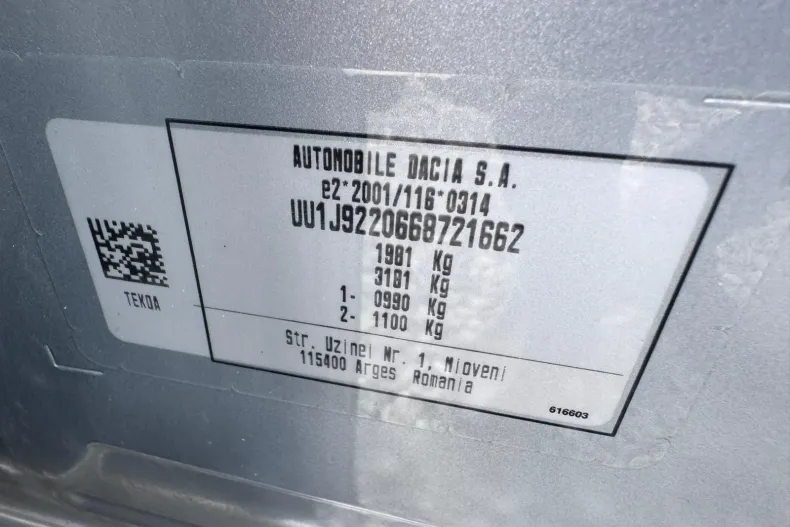 AUTOMOBILE DACIA S.A.
e2*2001/116*0314
UU1J9220668721662
1981 Kg
3181 Kg
1- 0990 Kg
2- 1100 Kg
TEKOA
Str. Uzinei Nr. 1, Mioveni
115400 Arges Romania
616603